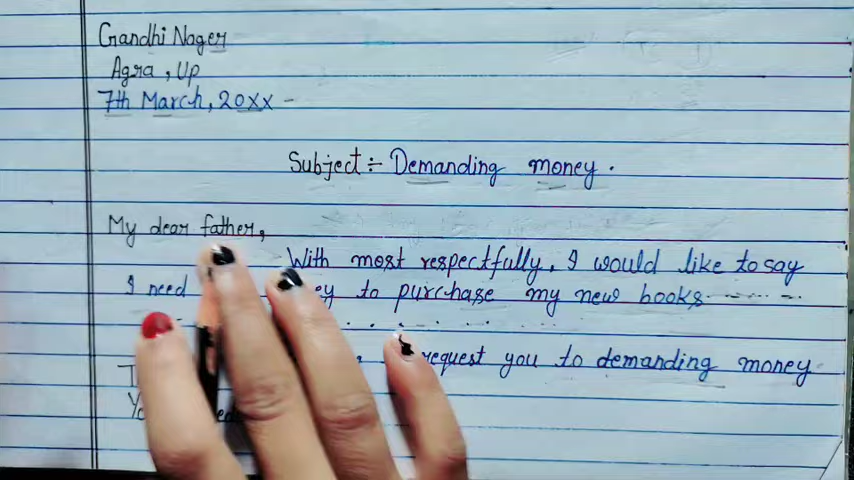 Gandhi Nager
Agra, Up
7th March, 20XX -
Subject :- Demanding money.
My dear father,
With most respectfully, I would like to say
I need ey to purchase my new books-----
. . . . . . . .
request you to demanding money